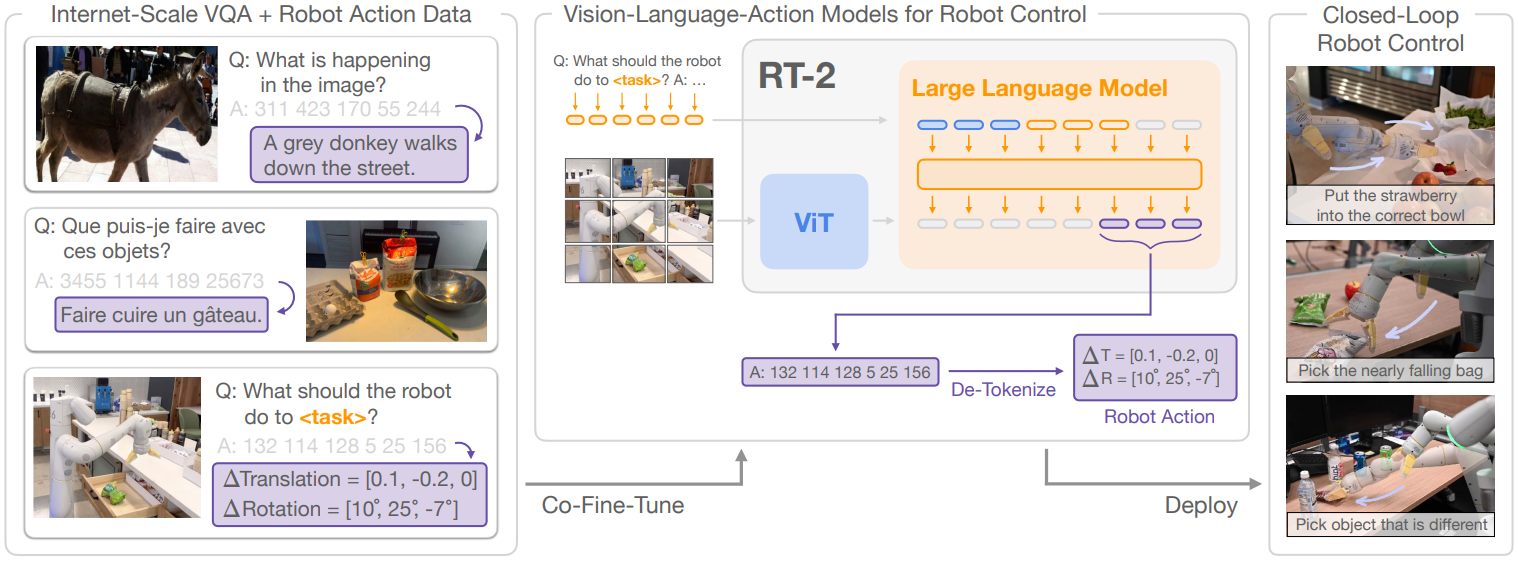 Internet-Scale VQA + Robot Action Data
Q: What is happening
in the image?
A: 311 423 170 55 244
A grey donkey walks
down the street.
Q: Que puis-je faire avec
ces objets?
A: 3455 1144 189 25673
Faire cuire un gâteau.
Q: What should the robot
do to <task>?
A: 132 114 128 5 25 156
ΔTranslation = [0.1, -0.2, 0]
ΔRotation = [10°, 25°, -7°]
Co-Fine-Tune
Vision-Language-Action Models for Robot Control
Q: What should the robot
do to <task>? A: …
RT-2
Large Language Model
ViT
A: 132 114 128 5 25 156
De-Tokenize
ΔT = [0.1, -0.2, 0]
ΔR = [10°, 25°, -7°]
Robot Action
Deploy
Closed-Loop
Robot Control
Put the strawberry
into the correct bowl
Pick the nearly falling bag
Pick object that is different